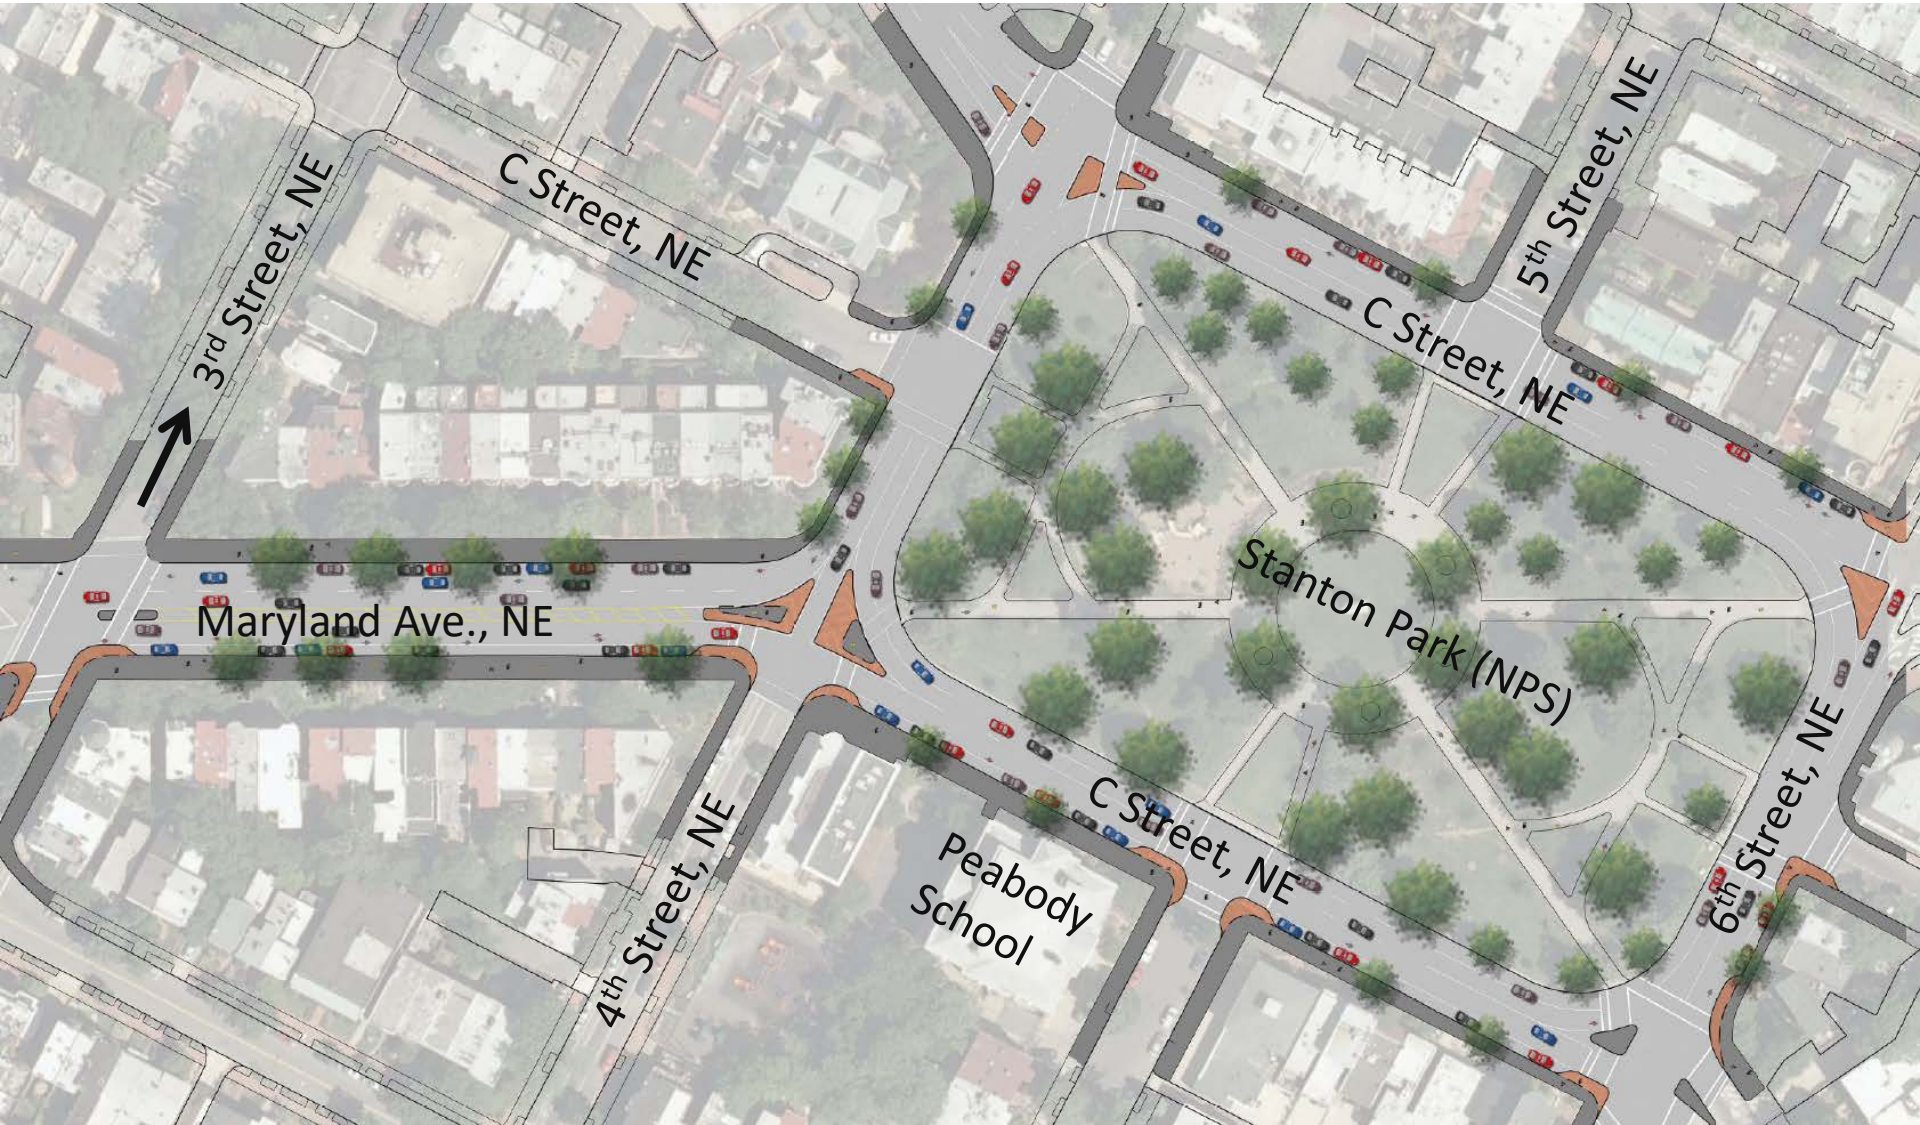 5th Street, NE
3rd Street, NE
C Street, NE
C Street, NE
Maryland Ave., NE
Stanton Park (NPS)
4th Street, NE
Peabody
School
C Street, NE
6th Street, NE